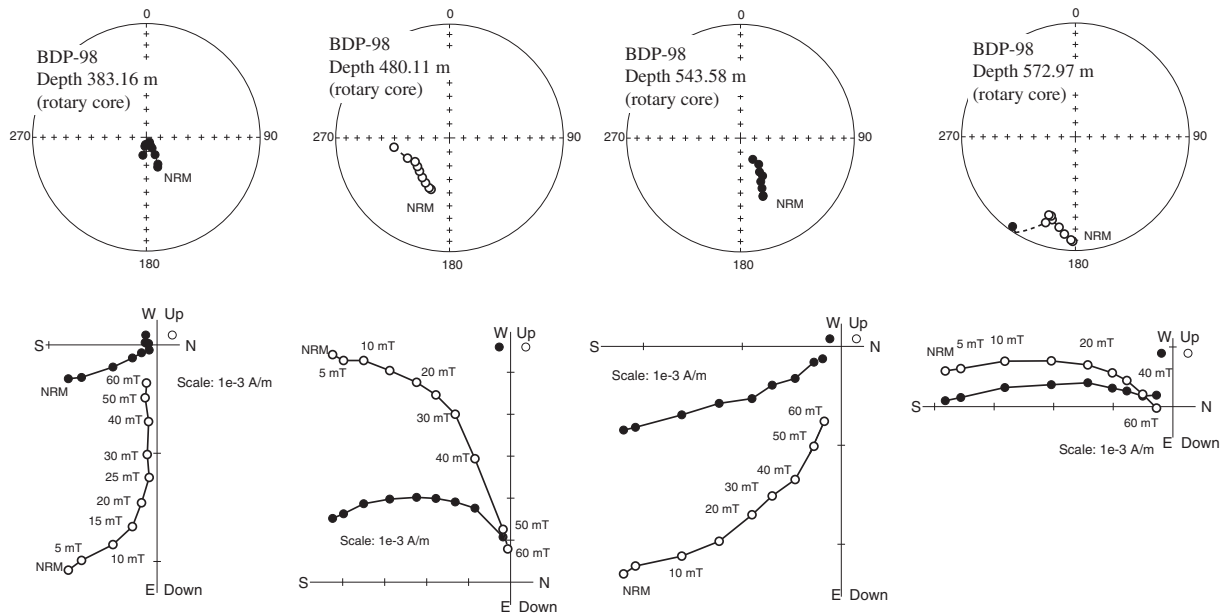 0
BDP-98
Depth 383.16 m
(rotary core)
270
90
NRM
180
0
BDP-98
Depth 480.11 m
(rotary core)
270
90
NRM
180
0
BDP-98
Depth 543.58 m
(rotary core)
270
90
NRM
180
0
BDP-98
Depth 572.97 m
(rotary core)
270
90
NRM
180
W Up
S N
NRM
60 mT
Scale: 1e-3 A/m
50 mT
40 mT
30 mT
25 mT
20 mT
15 mT
5 mT
10 mT
NRM
E Down
W Up
NRM
10 mT
5 mT
20 mT
30 mT
40 mT
50 mT
Scale: 1e-3 A/m
60 mT
S N
E Down
W Up
S N
Scale: 1e-3 A/m
60 mT
50 mT
40 mT
30 mT
20 mT
10 mT
NRM
E Down
W Up
NRM
5 mT
10 mT
20 mT
40 mT
S N
60 mT
E Down
Scale: 1e-3 A/m